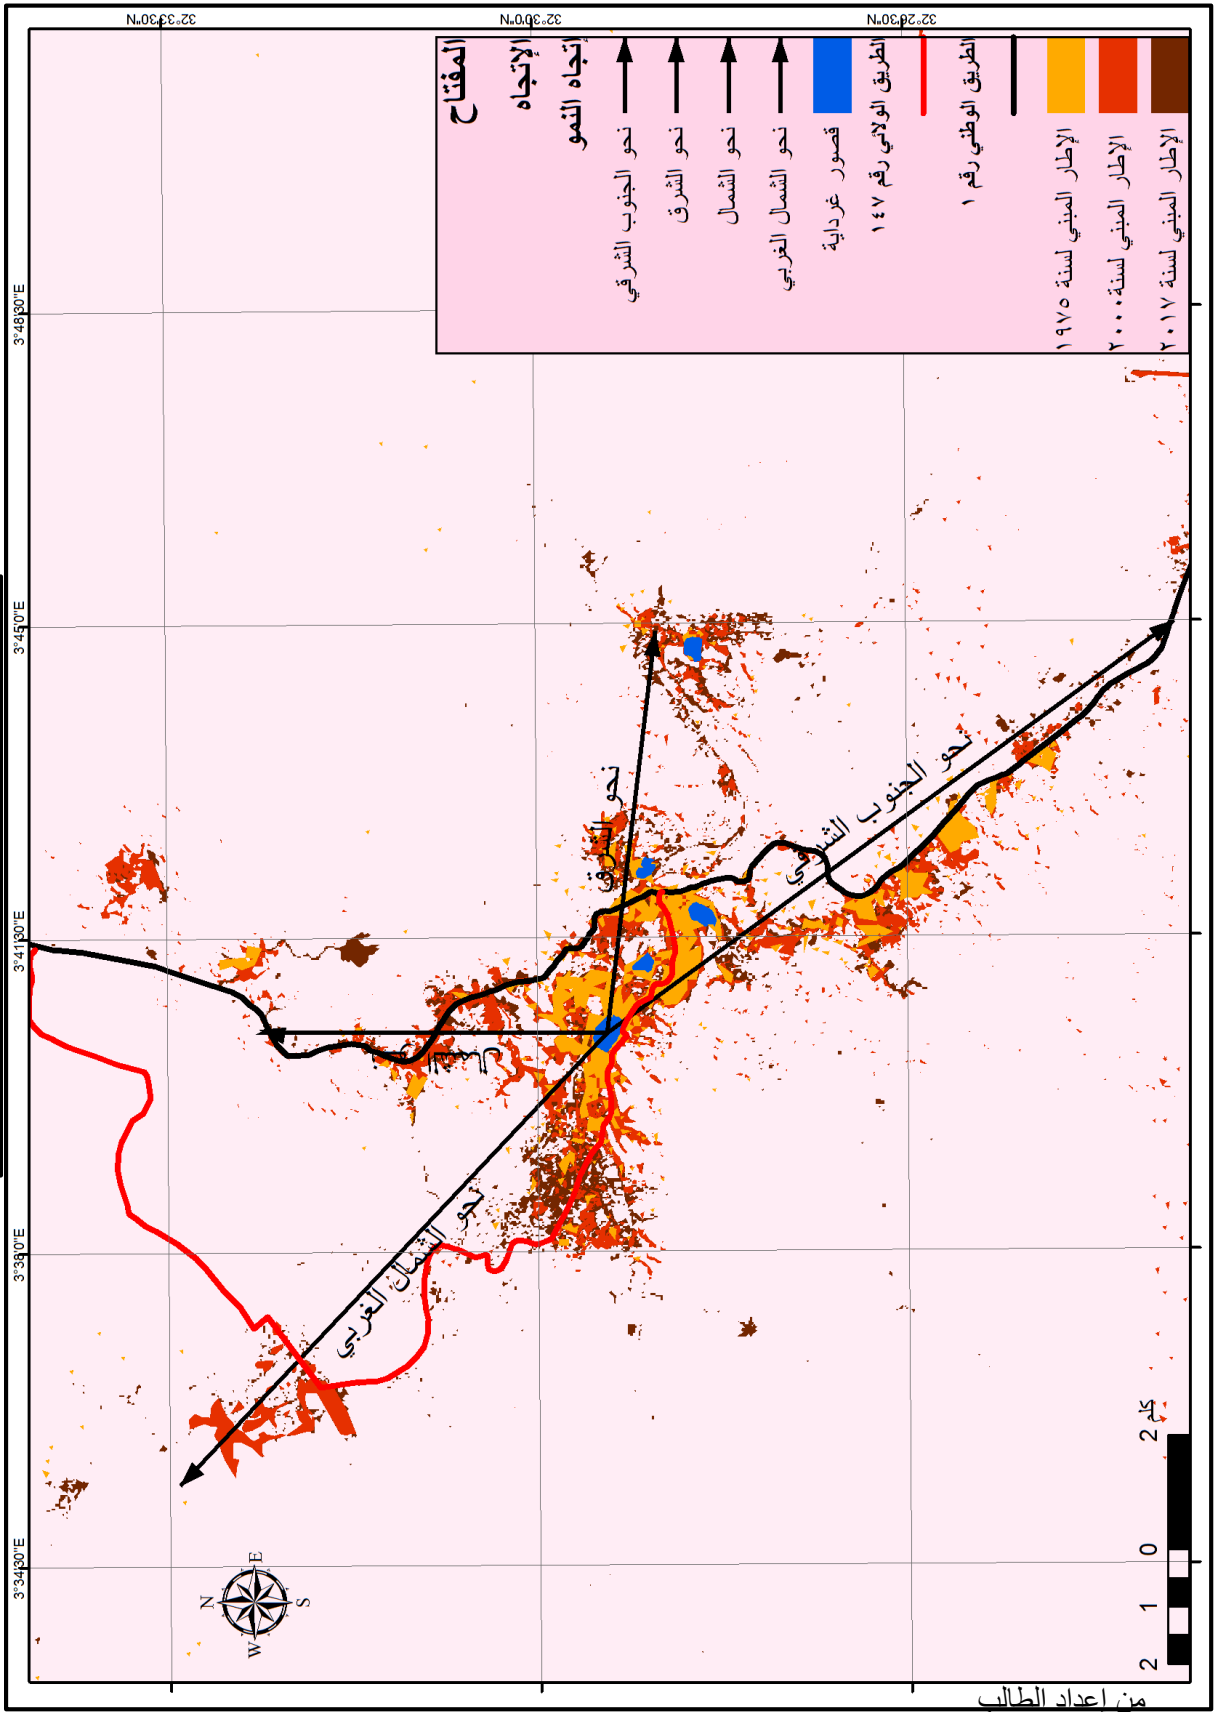 المفتاح
الإتجاه
إتجاه النمو
نحو الجنوب الشرقي
نحو الشرق
نحو الشمال
نحو الشمال الغربي
قصور غرداية
الطريق الولائي رقم ١٤٧
الطريق الوطني رقم ١
الإطار المبني لسنة ١٩٧٥
الإطار المبني لسنة٢٠٠٠
الإطار المبني لسنة ٢٠١٧
3°34'30"E
3°38'0"E
3°41'30"E
3°45'0"E
3°48'30"E
32°33'30"N
32°30'0"N
32°26'30"N
نحو الشمال الغربي
نحو الشمال
نحو الشرق
نحو الجنوب الشرقي
N
E
S
W
2 1 0 2 كلم
من إعداد الطالب